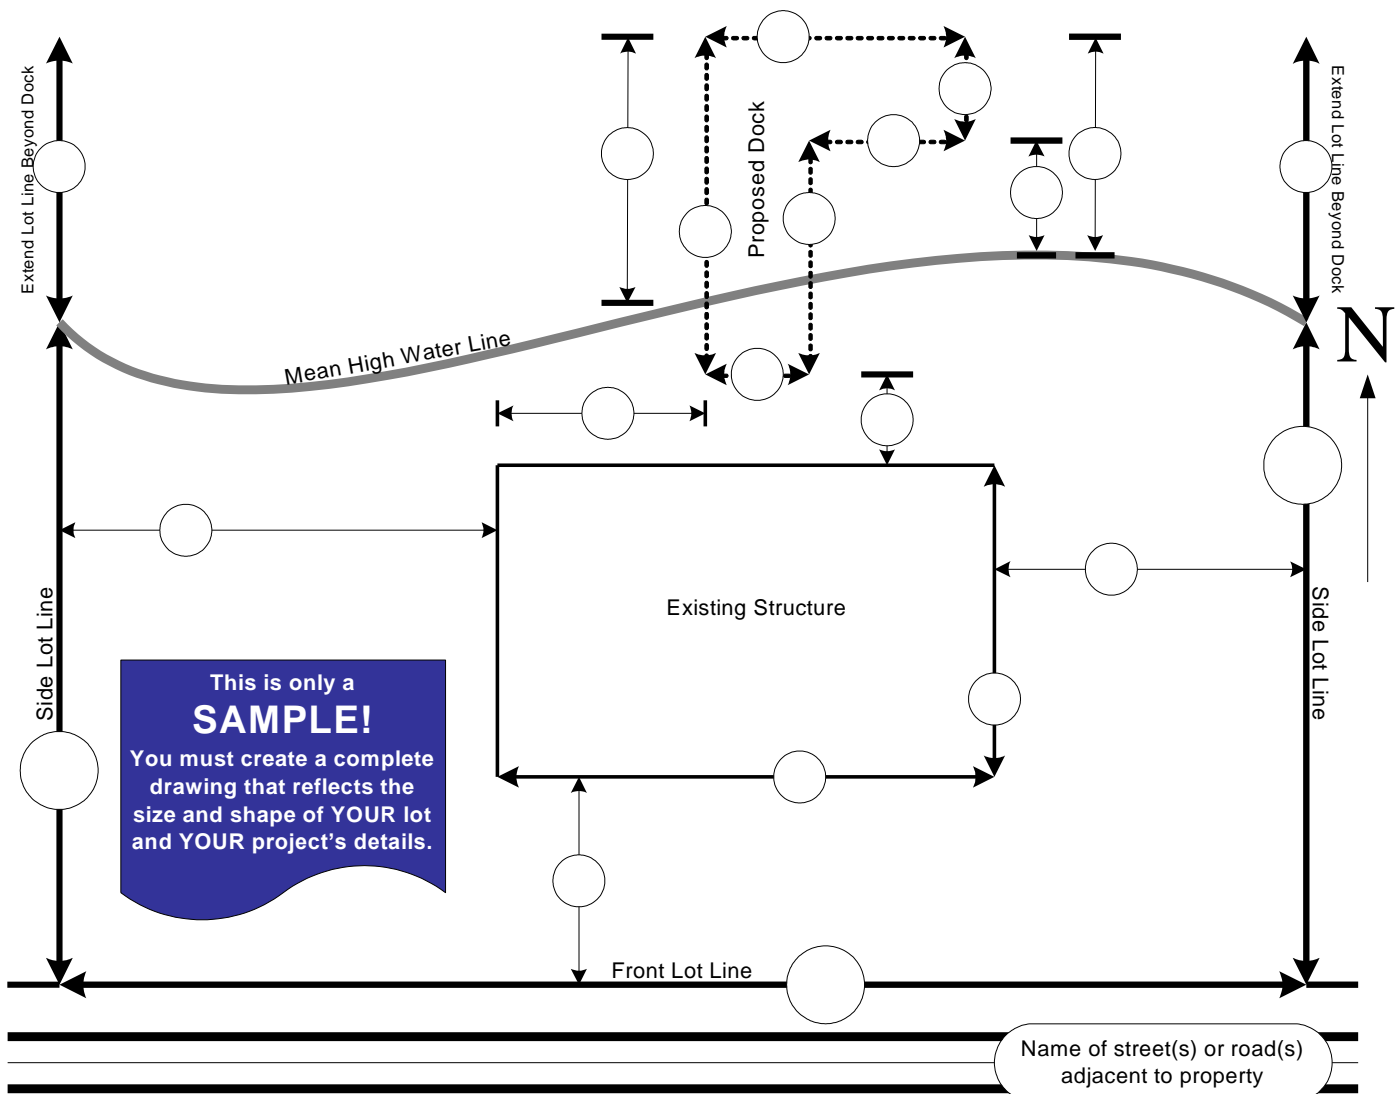 Extend Lot Line Beyond Dock
Proposed Dock
Extend Lot Line Beyond Dock
N
Mean High Water Line
Existing Structure
Side Lot Line
Side Lot Line
This is only a
SAMPLE!
You must create a complete
drawing that reflects the
size and shape of YOUR lot
and YOUR project's details.
Front Lot Line
Name of street(s) or road(s)
adjacent to property